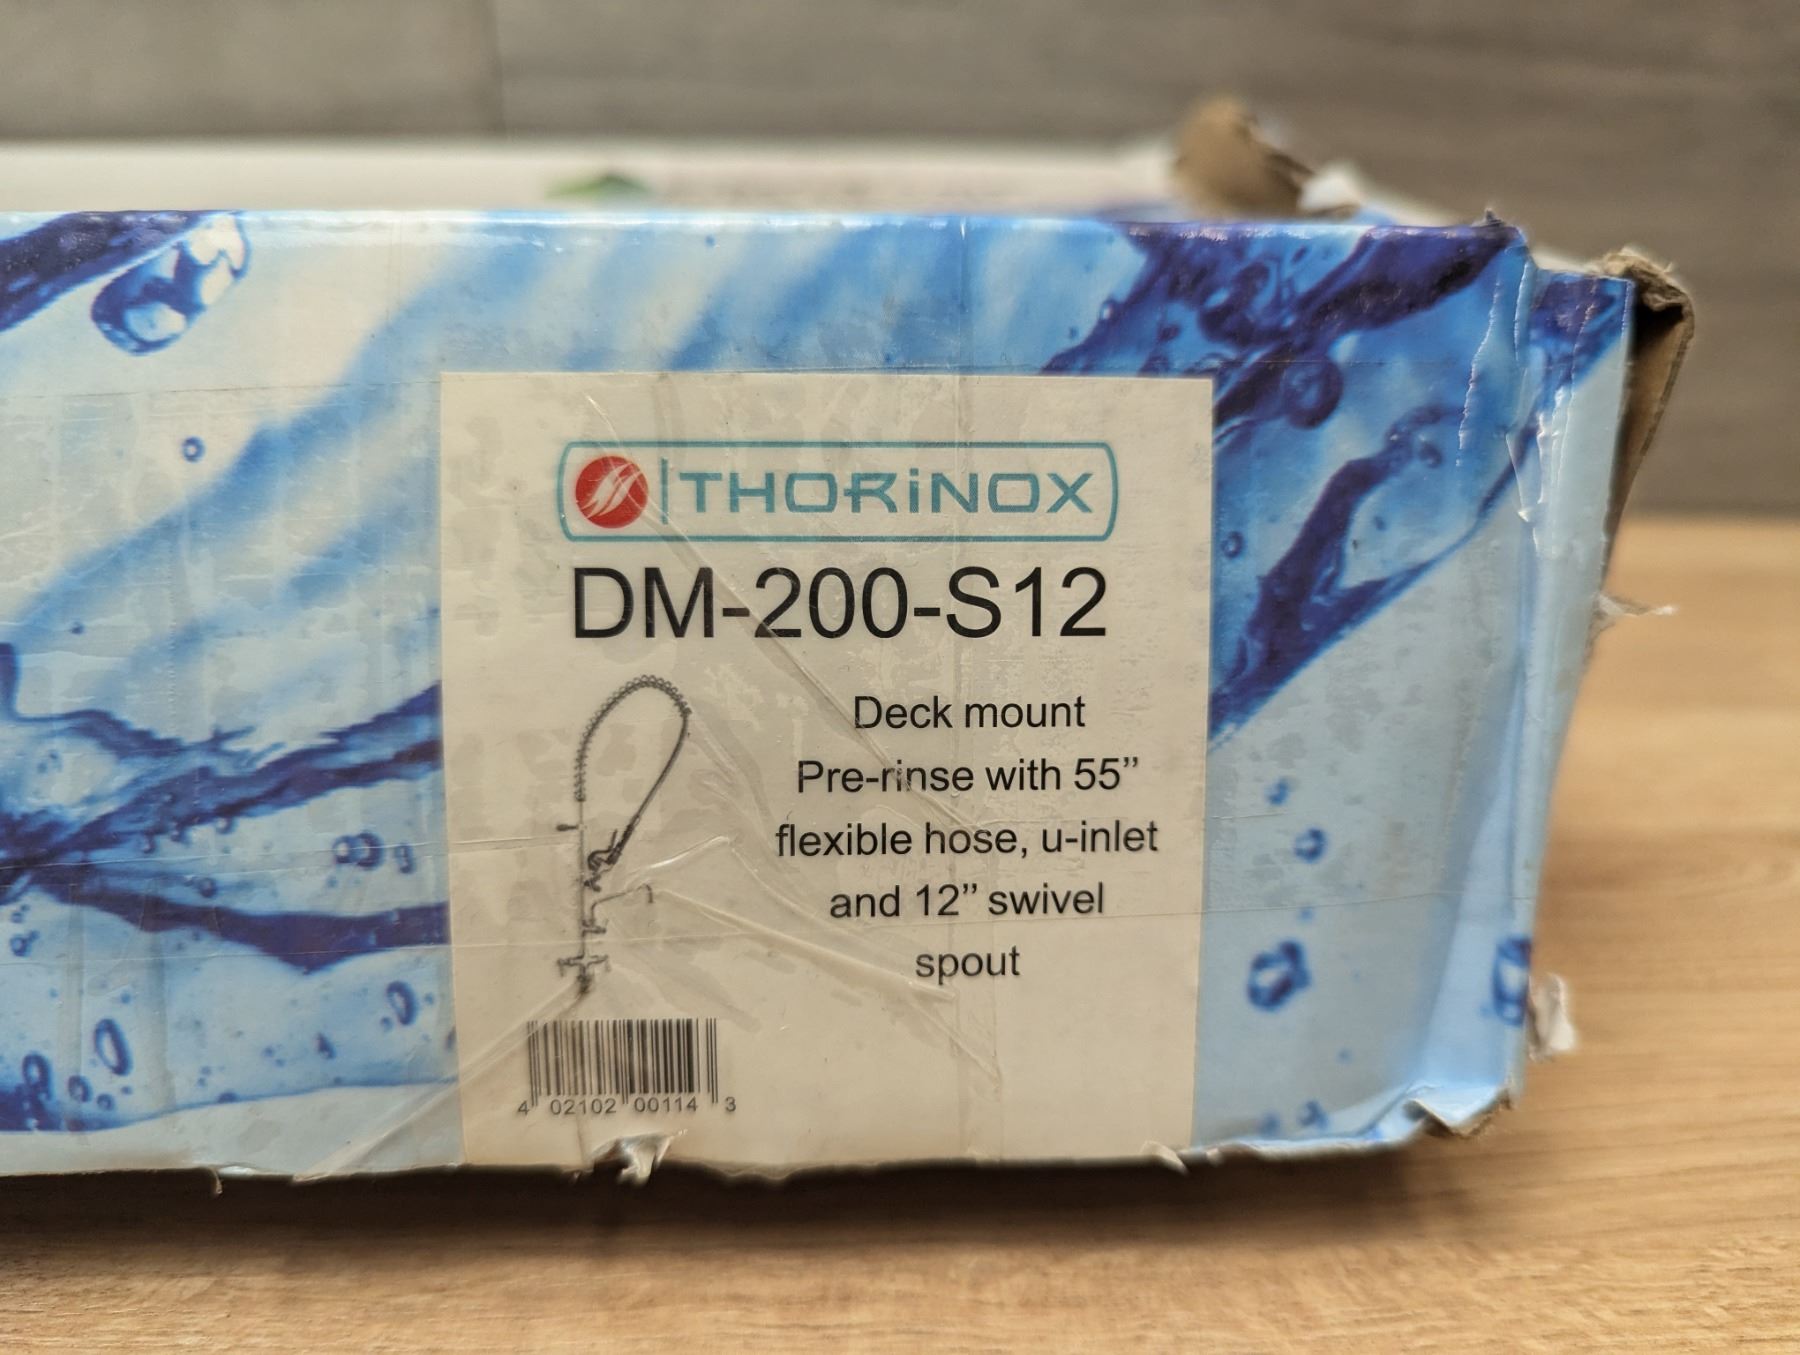 THORiNOX
DM-200-S12
Deck mount
Pre-rinse with 55”
flexible hose, u-inlet
and 12” swivel
spout
4 02102 00114 3